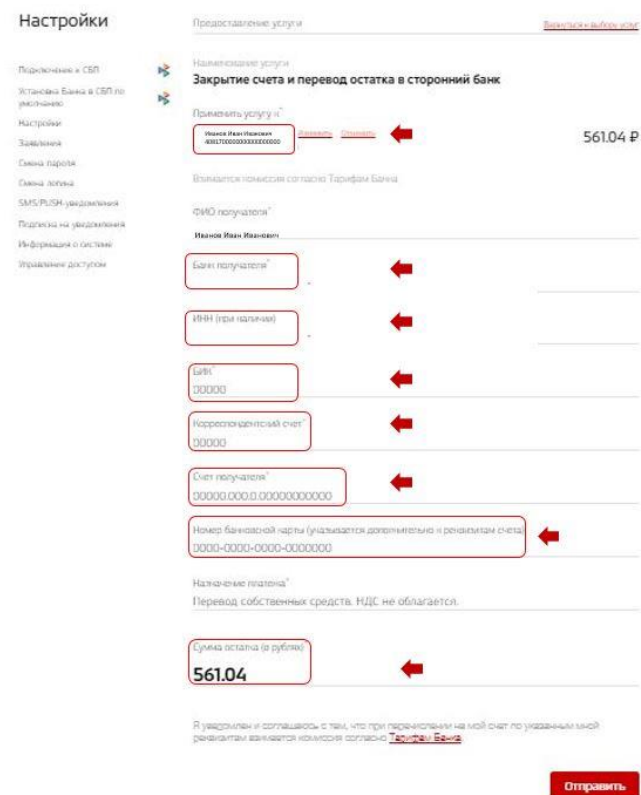 Настройки
Предоставление услуги
Вернуться к выбору услуг
Подключение к СБП
Установка Банка в СБП по
умолчанию
Настройки
Заявления
Смена пароля
Смена логина
SMS/PUSH-уведомления
Подписка на уведомления
Информация о системе
Управление доступом
Наименование услуги
Закрытие счета и перевод остатка в сторонний банк
Применить услугу к*
Иванов Иван Иванович
Изменить
Отменить
561.04 ₽
Взимается комиссия согласно Тарифам Банка
ФИО получателя*
Иванов Иван Иванович
Банк получателя*
ИНН (при наличии)
БИК*
00000
Корреспондентский счет*
00000
Счет получателя*
00000.000.0.00000000000
Номер банковской карты (указывается дополнительно к реквизитам счета)
0000-0000-0000-0000000
Назначение платежа*
Перевод собственных средств. НДС не облагается.
Сумма остатка (в рублях)
561.04
Я уведомлен и соглашаюсь с тем, что при перечислении на мой счет по указанным мной
реквизитам взимается комиссия согласно Тарифам Банка
Отправить